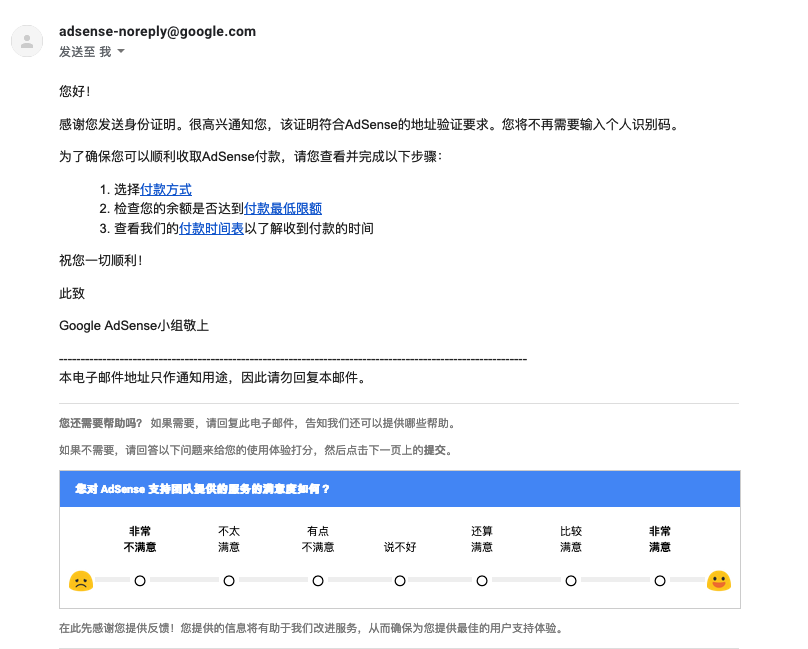 adsense-noreply@google.com
发送至 我
您好！
感谢您发送身份证明。很高兴通知您，该证明符合AdSense的地址验证要求。您将不再需要输入个人识别码。
为了确保您可以顺利收取AdSense付款，请您查看并完成以下步骤：
1. 选择付款方式
2. 检查您的余额是否达到付款最低限额
3. 查看我们的付款时间表以了解收到付款的时间
祝您一切顺利！
此致
Google AdSense小组敬上
------------------------------------------------------------------------------------------------------------
本电子邮件地址只作通知用途，因此请勿回复本邮件。
您还需要帮助吗？ 如果需要，请回复此电子邮件，告知我们还可以提供哪些帮助。
如果不需要，请回答以下问题来给您的使用体验打分，然后点击下一页上的提交。
您对 AdSense 支持团队提供的服务的满意度如何？
非常 不太 有点 还算 比较 非常
不满意 满意 不满意 说不好 满意 满意 满意
在此先感谢您提供反馈！您提供的信息将有助于我们改进服务，从而确保为您提供最佳的用户支持体验。